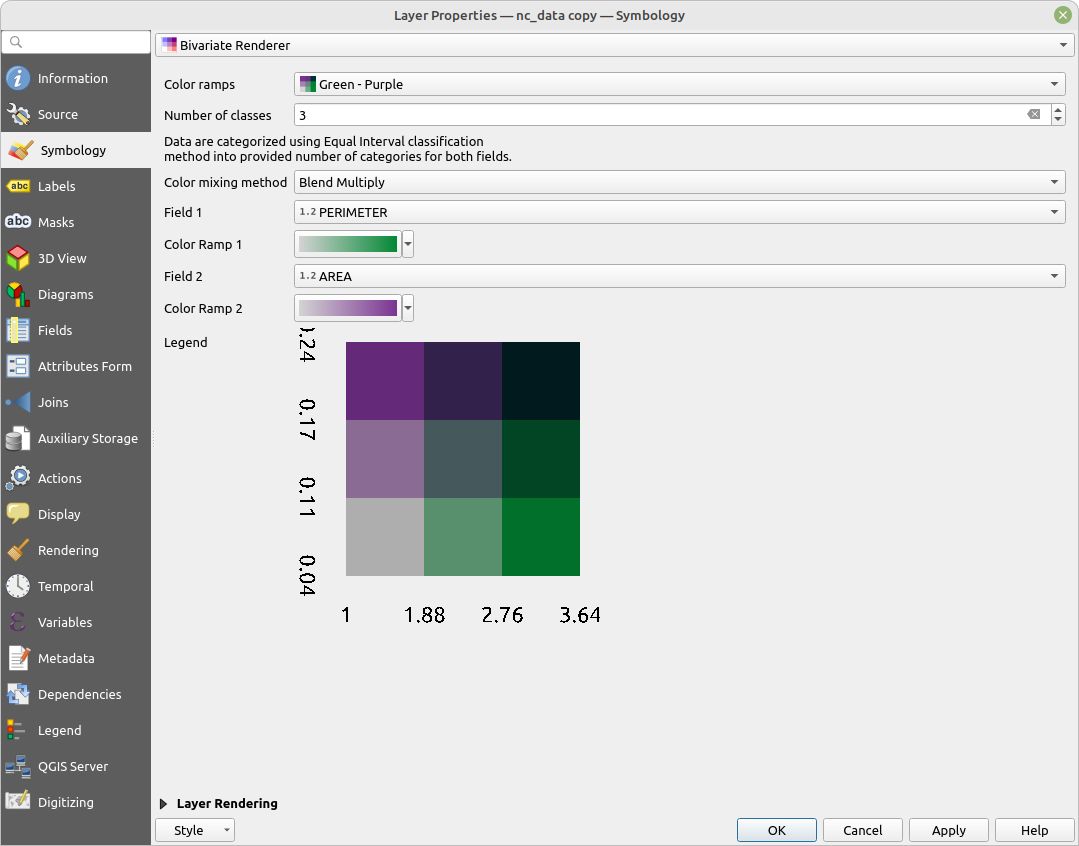 Layer Properties — nc_data copy — Symbology
Bivariate Renderer
Information
Source
Symbology
abc Labels
abc Masks
3D View
Diagrams
Fields
Attributes Form
Joins
Auxiliary Storage
Actions
Display
Rendering
Temporal
Variables
Metadata
Dependencies
Legend
QGIS Server
Digitizing
Color ramps Green - Purple
Number of classes 3
Data are categorized using Equal Interval classification
method into provided number of categories for both fields.
Color mixing method Blend Multiply
Field 1 1.2 PERIMETER
Color Ramp 1
Field 2 1.2 AREA
Color Ramp 2
Legend
.24
0.17
0.11
0.04
1 1.88 2.76 3.64
Layer Rendering
Style OK Cancel Apply Help